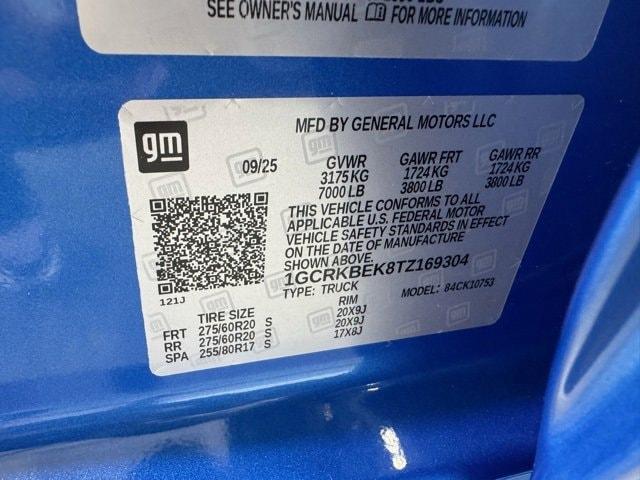 SEE OWNER'S MANUAL FOR MORE INFORMATION
gm
MFD BY GENERAL MOTORS LLC
09/25 GVWR GAWR FRT GAWR RR
3175 KG 1724 KG 1724 KG
7000 LB 3800 LB 3800 LB
THIS VEHICLE CONFORMS TO ALL
APPLICABLE U.S. FEDERAL MOTOR
VEHICLE SAFETY STANDARDS IN EFFECT
ON THE DATE OF MANUFACTURE
SHOWN ABOVE.
1GCRKBEK8TZ169304
121J
TYPE: TRUCK MODEL: 84CK10753
TIRE SIZE RIM
FRT 275/60R20 S 20X9J
RR 275/60R20 S 20X9J
SPA 255/80R17 S 17X8J